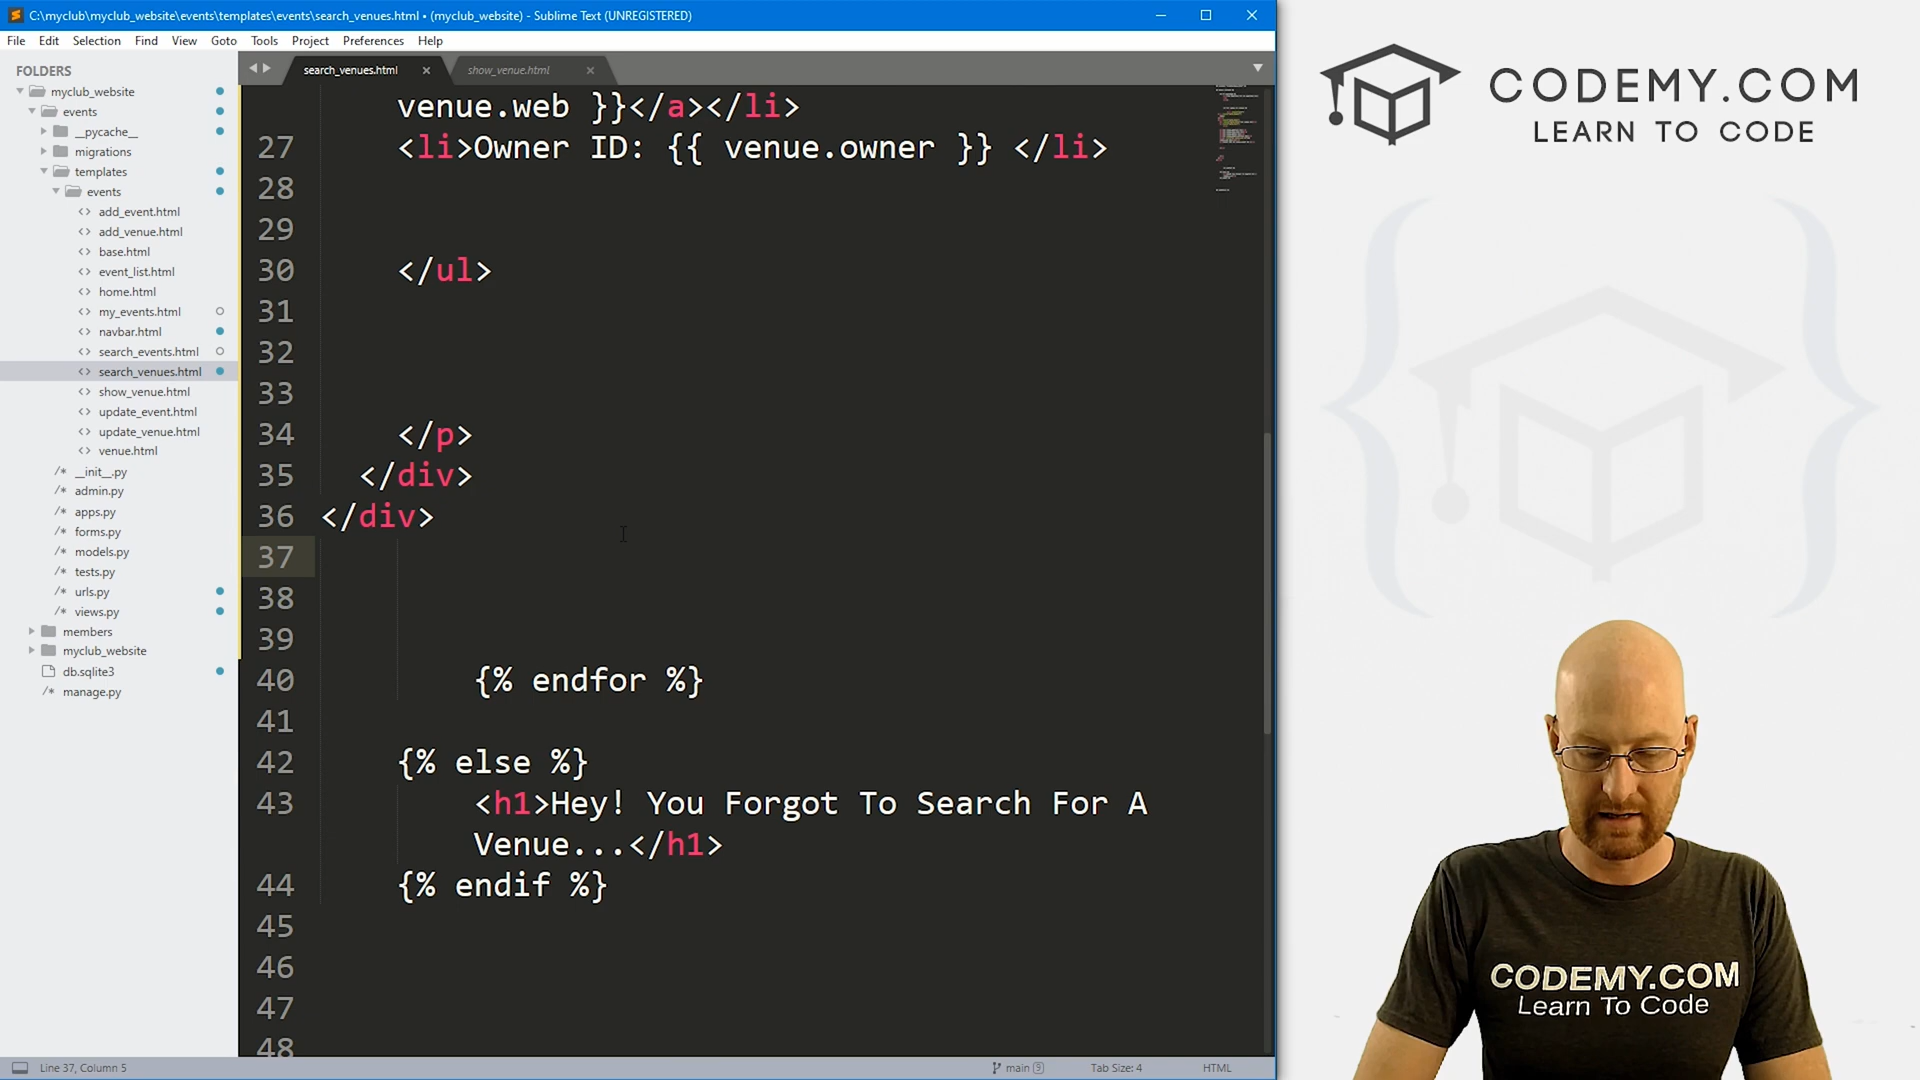 C:\myclub\myclub_website\events\templates\events\search_venues.html • (myclub_website) - Sublime Text (UNREGISTERED)
File Edit Selection Find View Goto Tools Project Preferences Help
FOLDERS
myclub_website
events
__pycache__
migrations
templates
events
add_event.html
add_venue.html
base.html
event_list.html
home.html
my_events.html
navbar.html
search_events.html
search_venues.html
show_venue.html
update_event.html
update_venue.html
venue.html
__init__.py
admin.py
apps.py
forms.py
models.py
tests.py
urls.py
views.py
members
myclub_website
db.sqlite3
manage.py
search_venues.html show_venue.html
venue.web }}</a></li>
27 <li>Owner ID: {{ venue.owner }} </li>
28
29
30 </ul>
31
32
33
34 </p>
35 </div>
36 </div>
37
38
39
40 {% endfor %}
41
42 {% else %}
43 <h1>Hey! You Forgot To Search For A
Venue...</h1>
44 {% endif %}
45
46
47
48
Line 37, Column 5 main 9 Tab Size: 4 HTML
CODEMY.COM
LEARN TO CODE
CODEMY.COM
Learn To Code